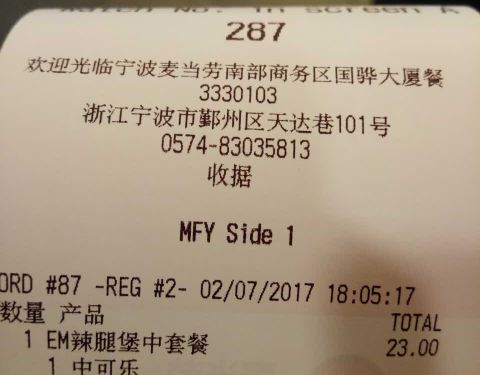 287
欢迎光临宁波麦当劳南部商务区国骅大厦餐
3330103
浙江宁波市鄞州区天达巷101号
0574-83035813
收据
MFY Side 1
ORD #87 -REG #2- 02/07/2017 18:05:17
数量 产品 TOTAL
1 EM辣腿堡中套餐 23.00
1 中可乐